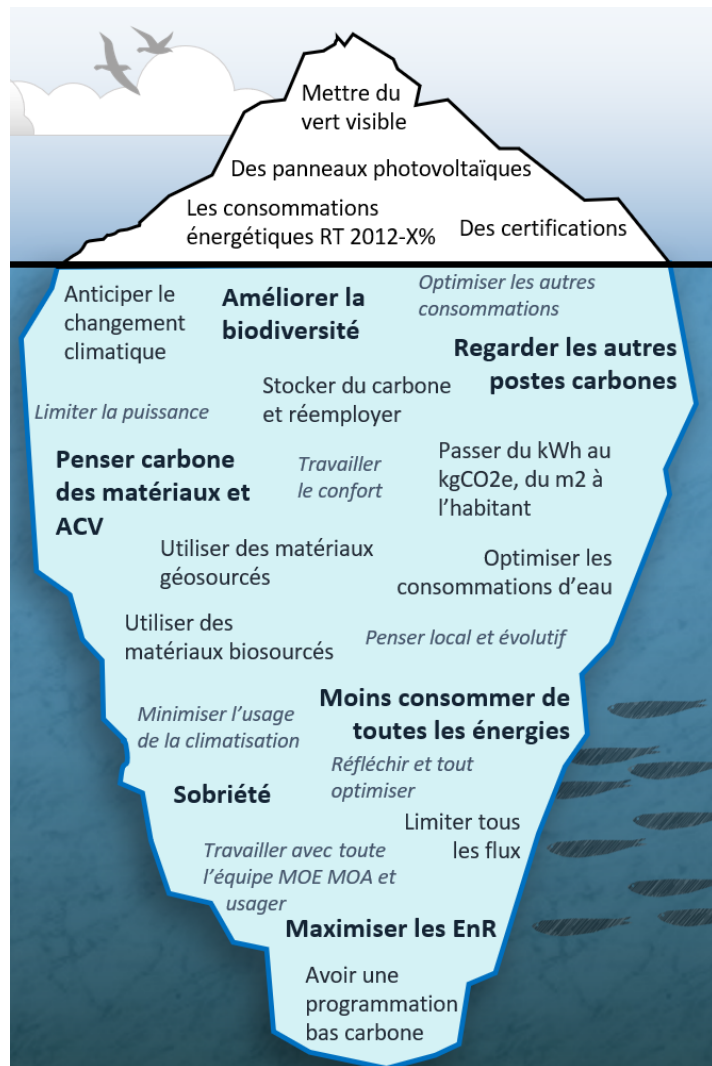 Mettre du
vert visible
Des panneaux photovoltaïques
Les consommations
énergétiques RT 2012-X%
Des certifications
Anticiper le
changement
climatique
Améliorer la
biodiversité
Optimiser les autres
consommations
Regarder les autres
postes carbones
Stocker du carbone
et réemployer
Limiter la puissance
Penser carbone
des matériaux et
ACV
Travailler
le confort
Passer du kWh au
kgCO2e, du m2 à
l’habitant
Utiliser des matériaux
géosourcés
Optimiser les
consommations d’eau
Utiliser des
matériaux biosourcés
Penser local et évolutif
Minimiser l’usage
de la climatisation
Moins consommer de
toutes les énergies
Réfléchir et tout
optimiser
Sobriété
Limiter tous
les flux
Travailler avec toute
l’équipe MOE MOA et
usager
Maximiser les EnR
Avoir une
programmation
bas carbone